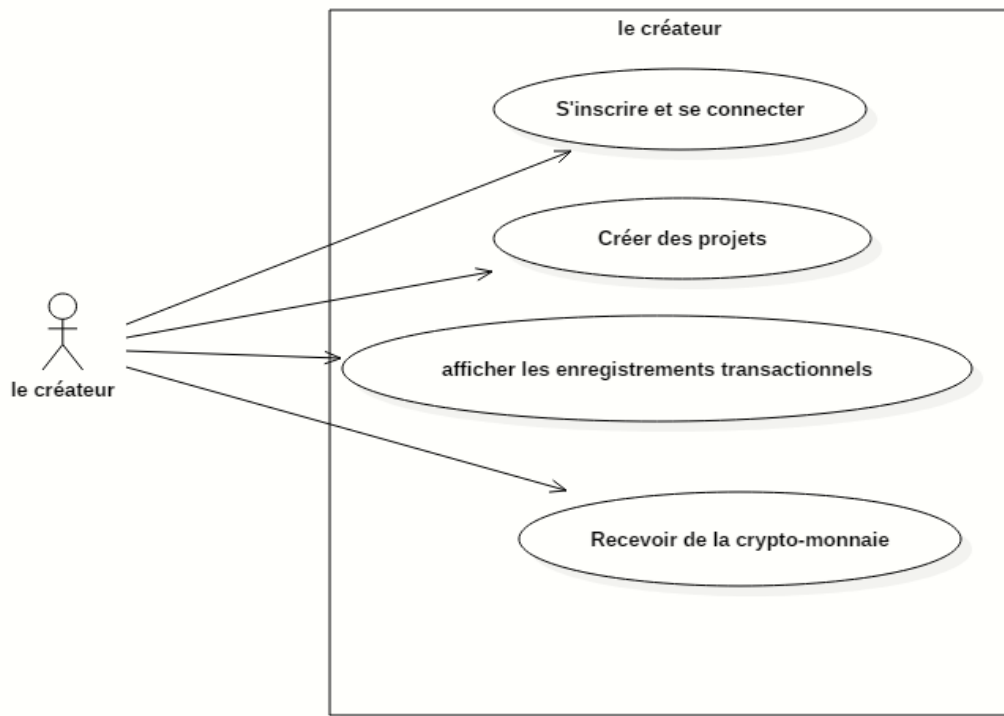 le créateur
S'inscrire et se connecter
Créer des projets
afficher les enregistrements transactionnels
le créateur
Recevoir de la crypto-monnaie